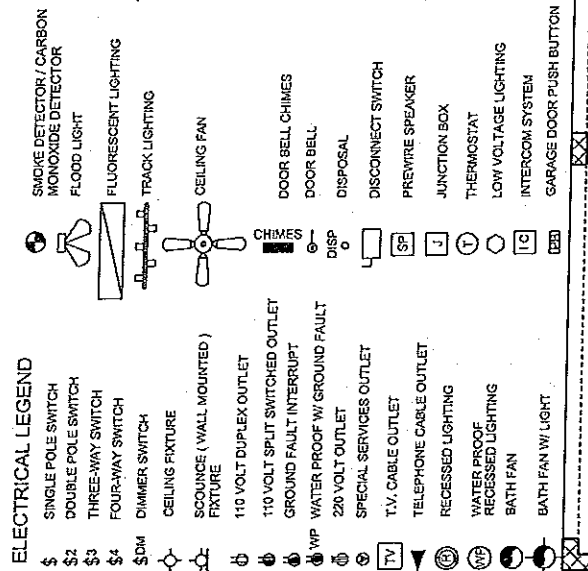 ELECTRICAL LEGEND
$ SINGLE POLE SWITCH
$2 DOUBLE POLE SWITCH
$3 THREE-WAY SWITCH
$4 FOUR-WAY SWITCH
$DM DIMMER SWITCH
CEILING FIXTURE
SCOUNCE ( WALL MOUNTED )
FIXTURE
110 VOLT DUPLEX OUTLET
110 VOLT SPLIT SWITCHED OUTLET
GROUND FAULT INTERRUPT
WP WATER PROOF W/ GROUND FAULT
220 VOLT OUTLET
SPECIAL SERVICES OUTLET
TV T.V. CABLE OUTLET
TELEPHONE CABLE OUTLET
R RECESSED LIGHTING
WP WATER PROOF
RECESSED LIGHTING
BATH FAN
BATH FAN W/ LIGHT
SMOKE DETECTOR / CARBON
MONOXIDE DETECTOR
FLOOD LIGHT
FLUORESCENT LIGHTING
TRACK LIGHTING
CEILING FAN
CHIMES DOOR BELL CHIMES
DOOR BELL
DISP DISPOSAL
DISCONNECT SWITCH
SP PREWIRE SPEAKER
J JUNCTION BOX
T THERMOSTAT
LOW VOLTAGE LIGHTING
IC INTERCOM SYSTEM
PB GARAGE DOOR PUSH BUTTON